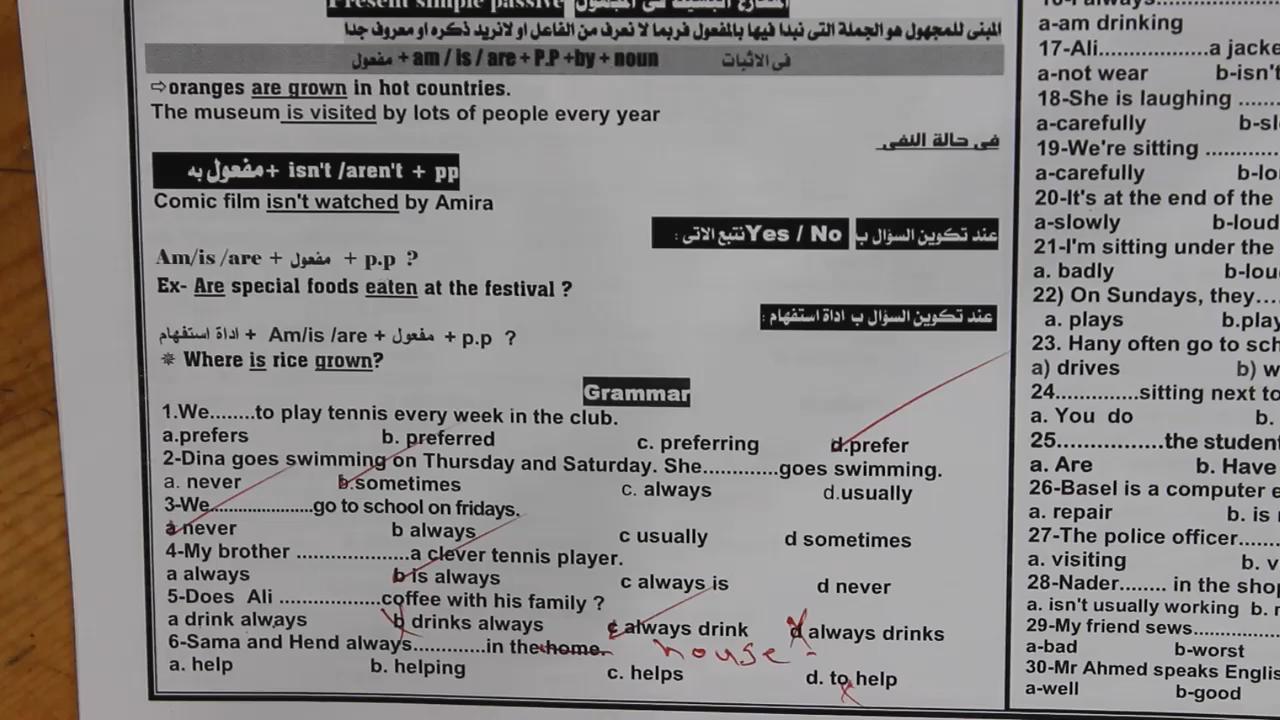 Present simple passive المضارع البسيط فى المجهول
المبنى للمجهول هو الجملة التى نبدا فيها بالمفعول فربما لا نعرف من الفاعل او لانريد ذكره او معروف جدا
فى الاثبات مفعول + am / is / are + P.P +by + noun
⇨oranges are grown in hot countries.
The museum is visited by lots of people every year
فى حالة النفى
مفعول به + isn't /aren't + pp
Comic film isn't watched by Amira
عند تكوين السؤال ب Yes / No نتبع الاتى :
Am/is /are + مفعول + p.p ?
Ex- Are special foods eaten at the festival ?
عند تكوين السؤال ب اداة استفهام :
اداة استفهام + Am/is /are + مفعول + p.p ?
✵ Where is rice grown?
Grammar
1.We........to play tennis every week in the club.
a.prefers b. preferred c. preferring d.prefer
2-Dina goes swimming on Thursday and Saturday. She............goes swimming.
a. never b.sometimes c. always d.usually
3-We.......................go to school on fridays.
a never b always c usually d sometimes
4-My brother .........................a clever tennis player.
a always b is always c always is d never
5-Does Ali ......................coffee with his family ?
a drink always b drinks always c always drink d always drinks
6-Sama and Hend always............in the home. house
a. help b. helping c. helps d. to help
a-am drinking
17-Ali..................a jacke
a-not wear b-isn't
18-She is laughing ......
a-carefully b-sl
19-We're sitting ............
a-carefully b-lo
20-It's at the end of the
a-slowly b-loud
21-I'm sitting under the
a. badly b-lou
22) On Sundays, they....
a. plays b.play
23. Hany often go to sch
a) drives b) w
24.............sitting next to
a. You do b.
25................the student
a. Are b. Have
26-Basel is a computer e
a. repair b. is
27-The police officer.......
a. visiting b. v
28-Nader........ in the shop
a. isn't usually working b.
29-My friend sews.............
a-bad b-worst
30-Mr Ahmed speaks Englis
a-well b-good